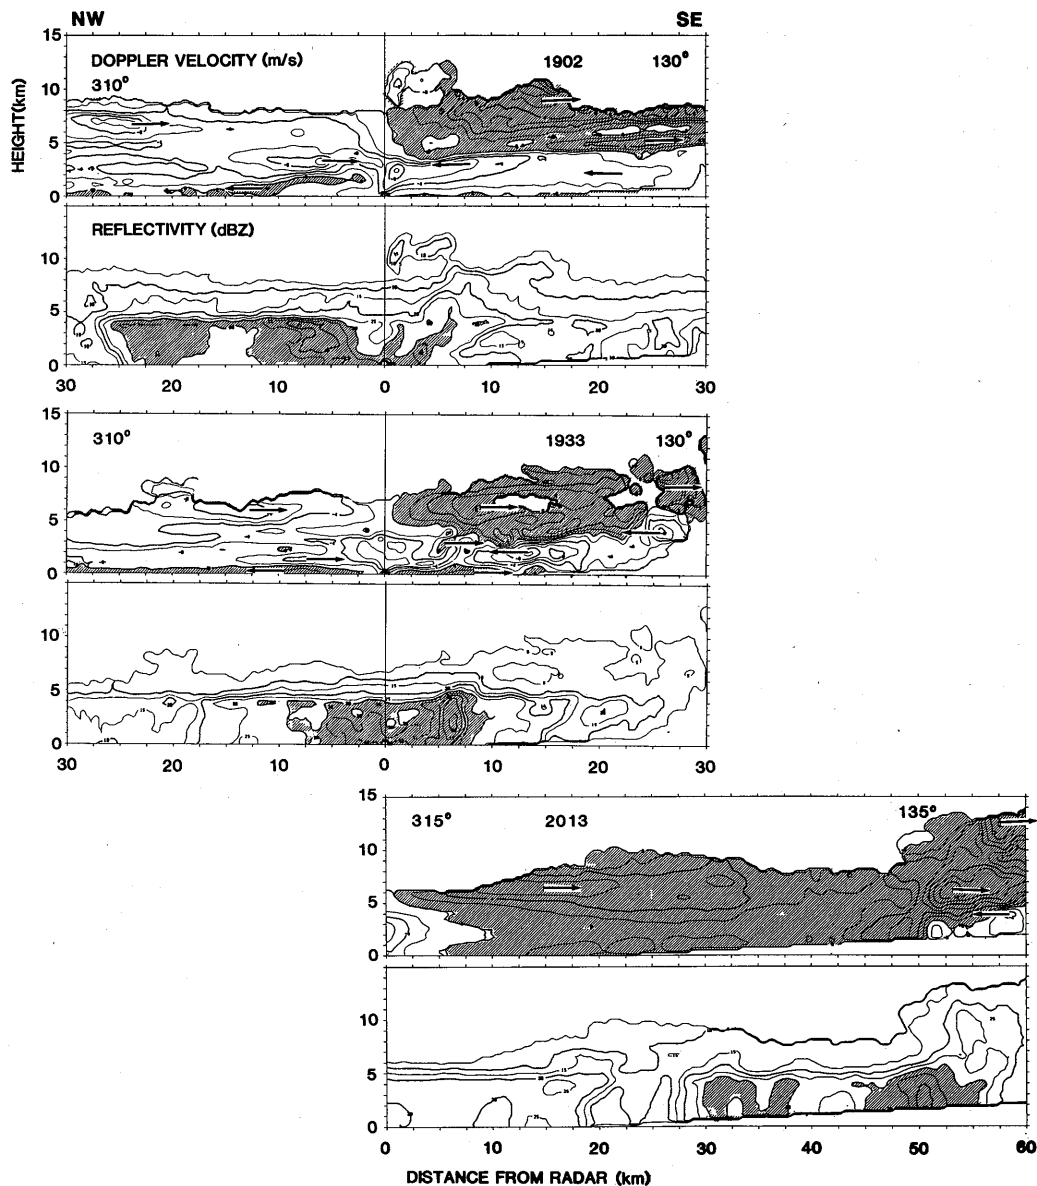 NW SE
15
DOPPLER VELOCITY (m/s) 1902 130°
310°
10
5
0
HEIGHT(km)
REFLECTIVITY (dBZ)
10
5
0
30 20 10 0 10 20 30
15
310° 1933 130°
10
5
0
10
5
0
30 20 10 0 10 20 30
15
315° 2013 135°
10
5
0
10
5
0
0 10 20 30 40 50 60
DISTANCE FROM RADAR (km)